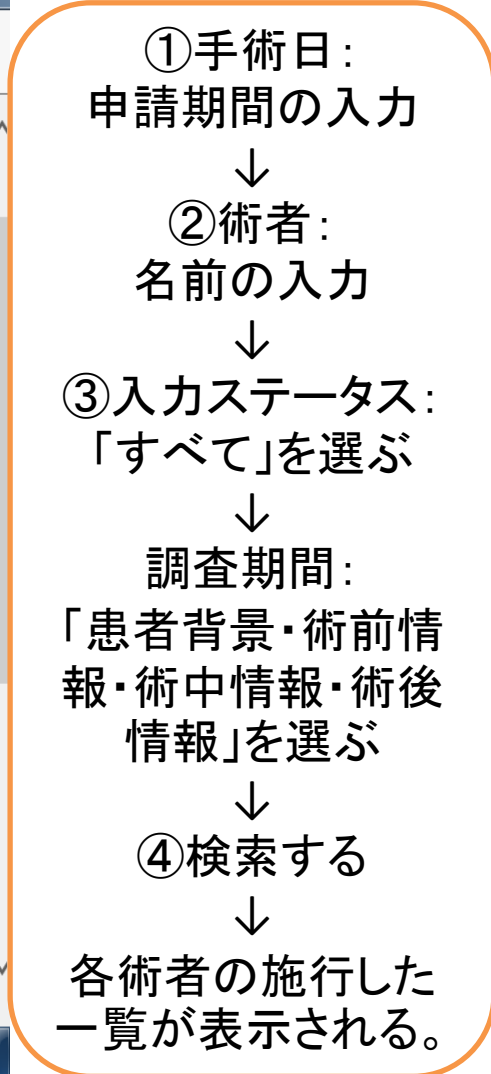 ①手術日：
申請期間の入力
↓
②術者：
名前の入力
↓
③入力ステータス：
「すべて」を選ぶ
↓
調査期間：
「患者背景・術前情
報・術中情報・術後
情報」を選ぶ
↓
④検索する
↓
各術者の施行した
一覧が表示される。